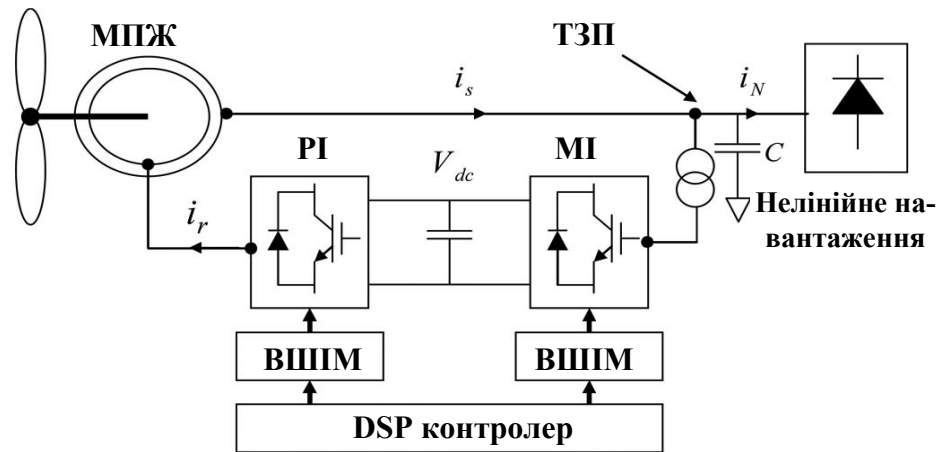 МПЖ
ТЗП
i_s
i_N
РІ
МІ
V_dc
C
i_r
Нелінійне на-
вантаження
ВШІМ
ВШІМ
DSP контролер